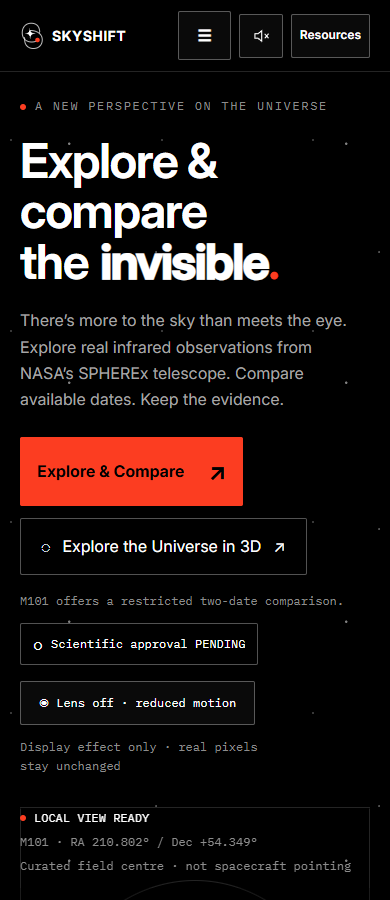 SKYSHIFT
Resources
A NEW PERSPECTIVE ON THE UNIVERSE
Explore &
compare
the invisible.
There’s more to the sky than meets the eye.
Explore real infrared observations from
NASA’s SPHEREx telescope. Compare
available dates. Keep the evidence.
Explore & Compare
Explore the Universe in 3D
M101 offers a restricted two-date comparison.
Scientific approval PENDING
Lens off · reduced motion
Display effect only · real pixels
stay unchanged
LOCAL VIEW READY
M101 · RA 210.802° / Dec +54.349°
Curated field centre · not spacecraft pointing